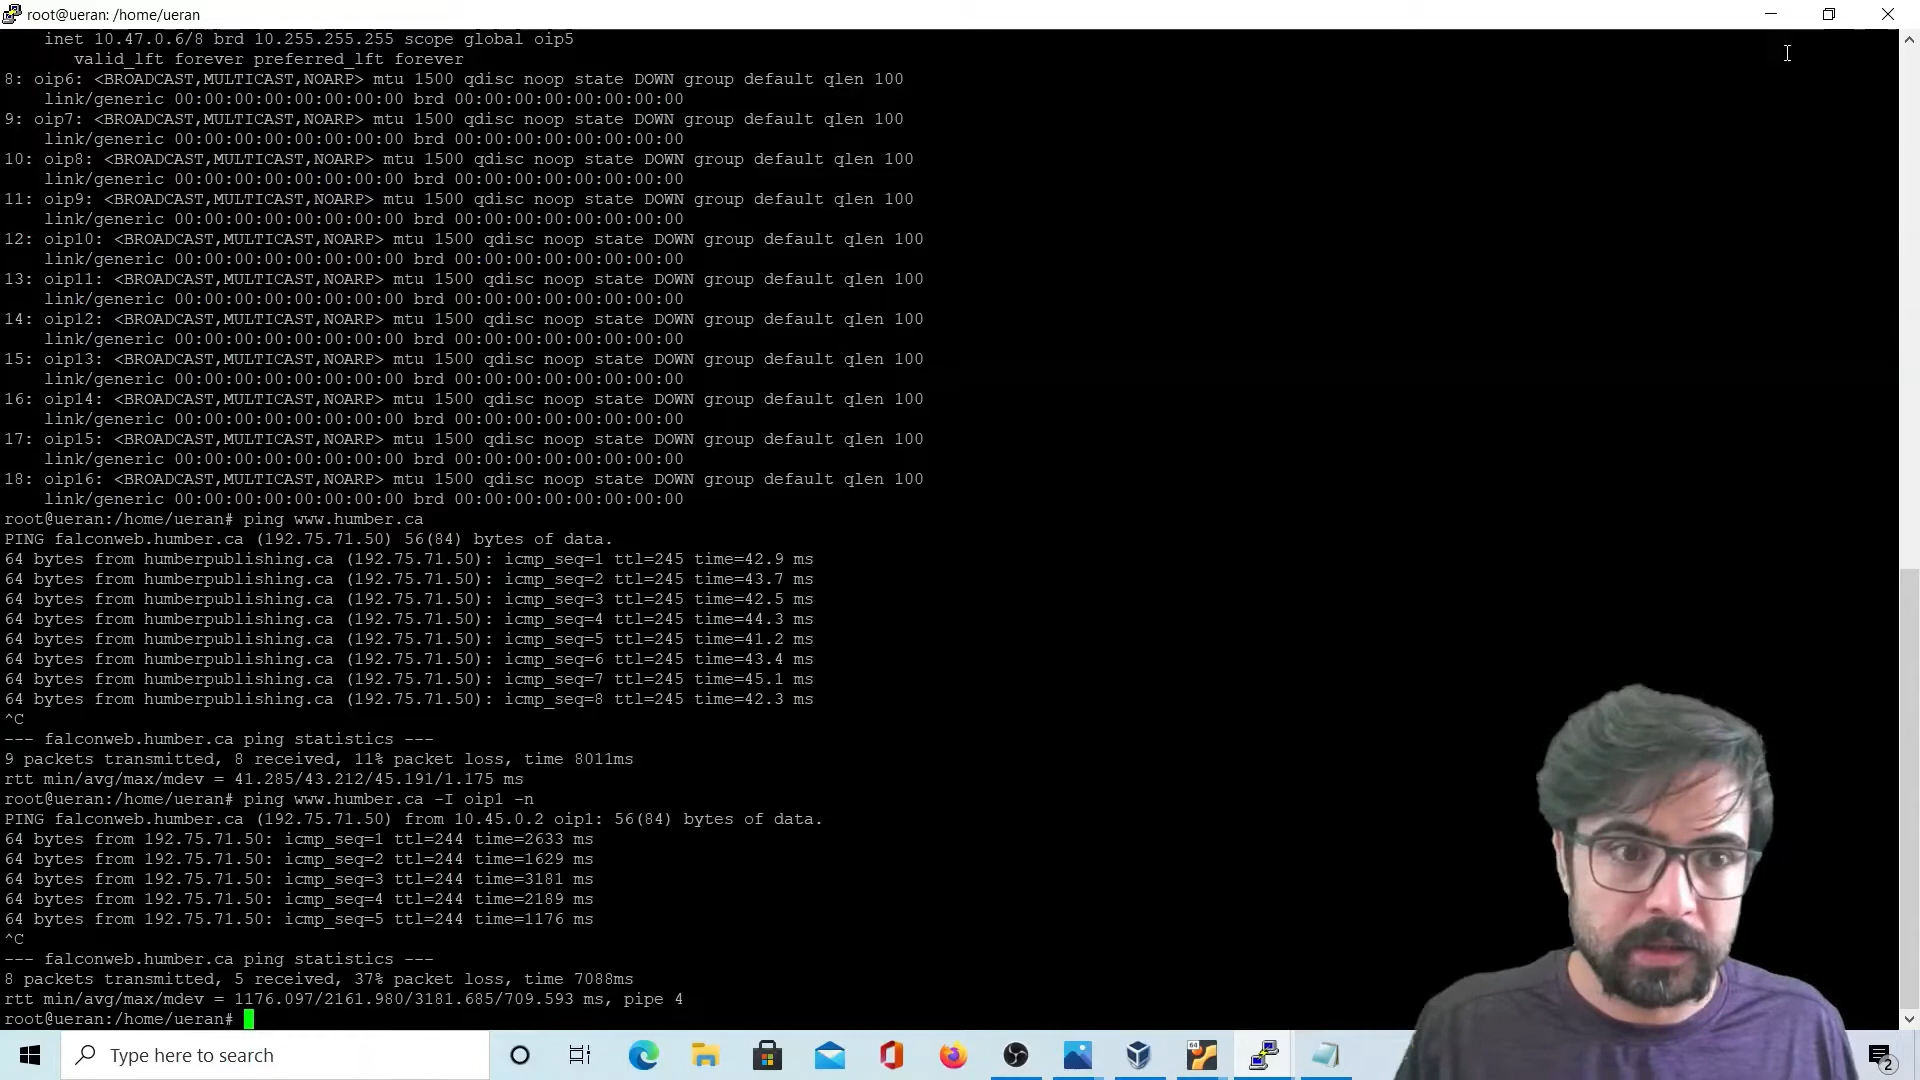 root@ueran: /home/ueran
inet 10.47.0.6/8 brd 10.255.255.255 scope global oip5
valid_lft forever preferred_lft forever
8: oip6: <BROADCAST,MULTICAST,NOARP> mtu 1500 qdisc noop state DOWN group default qlen 100
link/generic 00:00:00:00:00:00:00:00 brd 00:00:00:00:00:00:00:00
9: oip7: <BROADCAST,MULTICAST,NOARP> mtu 1500 qdisc noop state DOWN group default qlen 100
link/generic 00:00:00:00:00:00:00:00 brd 00:00:00:00:00:00:00:00
10: oip8: <BROADCAST,MULTICAST,NOARP> mtu 1500 qdisc noop state DOWN group default qlen 100
link/generic 00:00:00:00:00:00:00:00 brd 00:00:00:00:00:00:00:00
11: oip9: <BROADCAST,MULTICAST,NOARP> mtu 1500 qdisc noop state DOWN group default qlen 100
link/generic 00:00:00:00:00:00:00:00 brd 00:00:00:00:00:00:00:00
12: oip10: <BROADCAST,MULTICAST,NOARP> mtu 1500 qdisc noop state DOWN group default qlen 100
link/generic 00:00:00:00:00:00:00:00 brd 00:00:00:00:00:00:00:00
13: oip11: <BROADCAST,MULTICAST,NOARP> mtu 1500 qdisc noop state DOWN group default qlen 100
link/generic 00:00:00:00:00:00:00:00 brd 00:00:00:00:00:00:00:00
14: oip12: <BROADCAST,MULTICAST,NOARP> mtu 1500 qdisc noop state DOWN group default qlen 100
link/generic 00:00:00:00:00:00:00:00 brd 00:00:00:00:00:00:00:00
15: oip13: <BROADCAST,MULTICAST,NOARP> mtu 1500 qdisc noop state DOWN group default qlen 100
link/generic 00:00:00:00:00:00:00:00 brd 00:00:00:00:00:00:00:00
16: oip14: <BROADCAST,MULTICAST,NOARP> mtu 1500 qdisc noop state DOWN group default qlen 100
link/generic 00:00:00:00:00:00:00:00 brd 00:00:00:00:00:00:00:00
17: oip15: <BROADCAST,MULTICAST,NOARP> mtu 1500 qdisc noop state DOWN group default qlen 100
link/generic 00:00:00:00:00:00:00:00 brd 00:00:00:00:00:00:00:00
18: oip16: <BROADCAST,MULTICAST,NOARP> mtu 1500 qdisc noop state DOWN group default qlen 100
link/generic 00:00:00:00:00:00:00:00 brd 00:00:00:00:00:00:00:00
root@ueran:/home/ueran# ping www.humber.ca
PING falconweb.humber.ca (192.75.71.50) 56(84) bytes of data.
64 bytes from humberpublishing.ca (192.75.71.50): icmp_seq=1 ttl=245 time=42.9 ms
64 bytes from humberpublishing.ca (192.75.71.50): icmp_seq=2 ttl=245 time=43.7 ms
64 bytes from humberpublishing.ca (192.75.71.50): icmp_seq=3 ttl=245 time=42.5 ms
64 bytes from humberpublishing.ca (192.75.71.50): icmp_seq=4 ttl=245 time=44.3 ms
64 bytes from humberpublishing.ca (192.75.71.50): icmp_seq=5 ttl=245 time=41.2 ms
64 bytes from humberpublishing.ca (192.75.71.50): icmp_seq=6 ttl=245 time=43.4 ms
64 bytes from humberpublishing.ca (192.75.71.50): icmp_seq=7 ttl=245 time=45.1 ms
64 bytes from humberpublishing.ca (192.75.71.50): icmp_seq=8 ttl=245 time=42.3 ms
^C
--- falconweb.humber.ca ping statistics ---
9 packets transmitted, 8 received, 11% packet loss, time 8011ms
rtt min/avg/max/mdev = 41.285/43.212/45.191/1.175 ms
root@ueran:/home/ueran# ping www.humber.ca -I oip1 -n
PING falconweb.humber.ca (192.75.71.50) from 10.45.0.2 oip1: 56(84) bytes of data.
64 bytes from 192.75.71.50: icmp_seq=1 ttl=244 time=2633 ms
64 bytes from 192.75.71.50: icmp_seq=2 ttl=244 time=1629 ms
64 bytes from 192.75.71.50: icmp_seq=3 ttl=244 time=3181 ms
64 bytes from 192.75.71.50: icmp_seq=4 ttl=244 time=2189 ms
64 bytes from 192.75.71.50: icmp_seq=5 ttl=244 time=1176 ms
^C
--- falconweb.humber.ca ping statistics ---
8 packets transmitted, 5 received, 37% packet loss, time 7088ms
rtt min/avg/max/mdev = 1176.097/2161.980/3181.685/709.593 ms, pipe 4
root@ueran:/home/ueran#
Type here to search
64
2